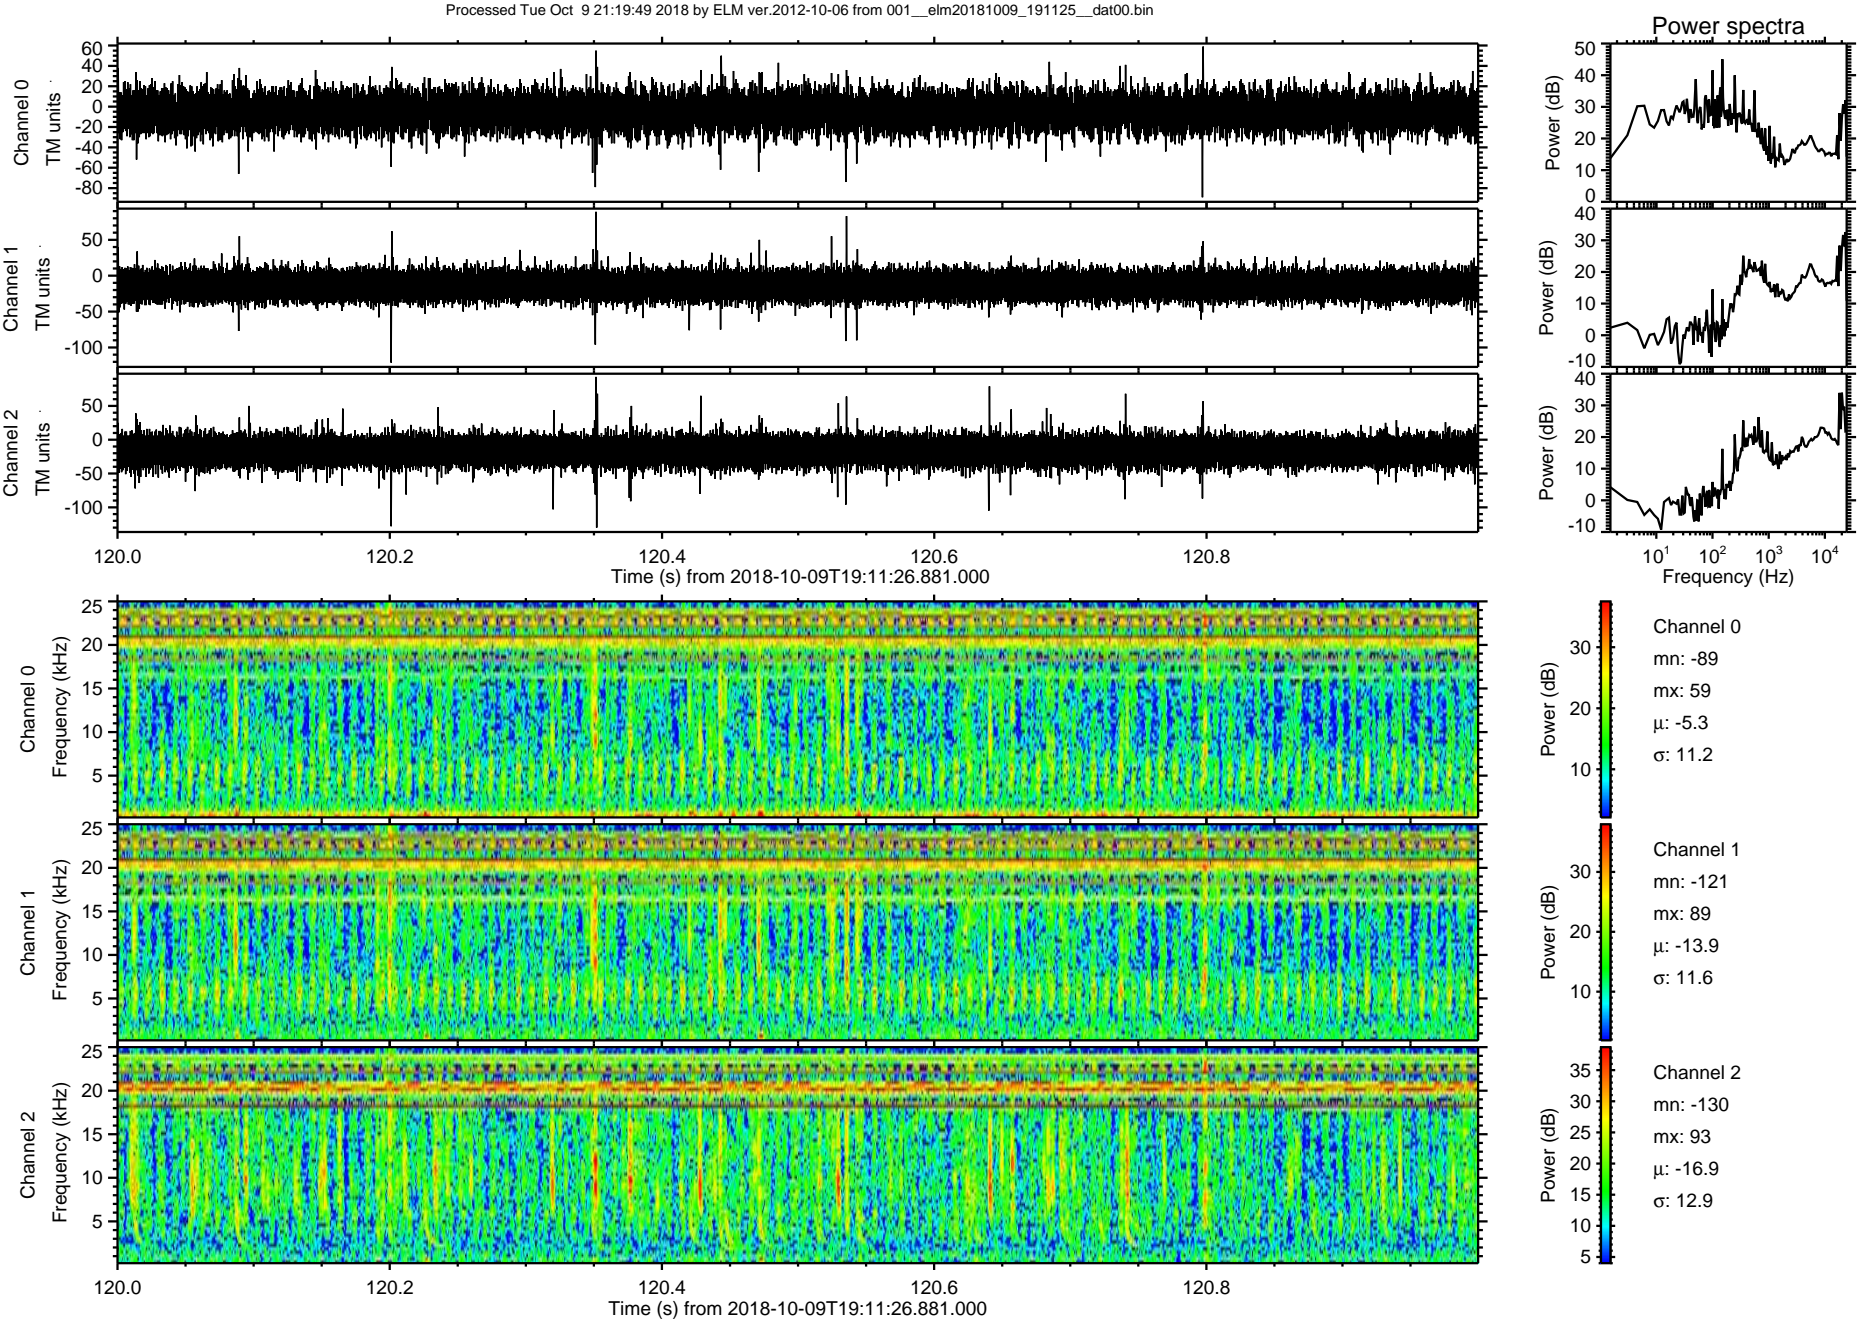 Processed Tue Oct  9 21:19:49 2018 by ELM ver.2012-10-06 from 001__elm20181009_191125__dat00.bin
Power spectra
Channel 0
TM units
60
40
20
0
-20
-40
-60
-80
Power (dB)
50
40
30
20
10
0
Channel 1
TM units
50
0
-50
-100
Power (dB)
40
30
20
10
0
-10
Channel 2
TM units
50
0
-50
-100
Power (dB)
40
30
20
10
0
-10
120.0 120.2 120.4 120.6 120.8
Time (s) from 2018-10-09T19:11:26.881.000
10^1 10^2 10^3 10^4
Frequency (Hz)
Channel 0
Frequency (kHz)
25
20
15
10
5
Power (dB)
30
20
10
Channel 0
mn: -89
mx: 59
μ: -5.3
σ: 11.2
Channel 1
Frequency (kHz)
25
20
15
10
5
Power (dB)
30
20
10
Channel 1
mn: -121
mx: 89
μ: -13.9
σ: 11.6
Channel 2
Frequency (kHz)
25
20
15
10
5
Power (dB)
35
30
25
20
15
10
5
Channel 2
mn: -130
mx: 93
μ: -16.9
σ: 12.9
120.0 120.2 120.4 120.6 120.8
Time (s) from 2018-10-09T19:11:26.881.000